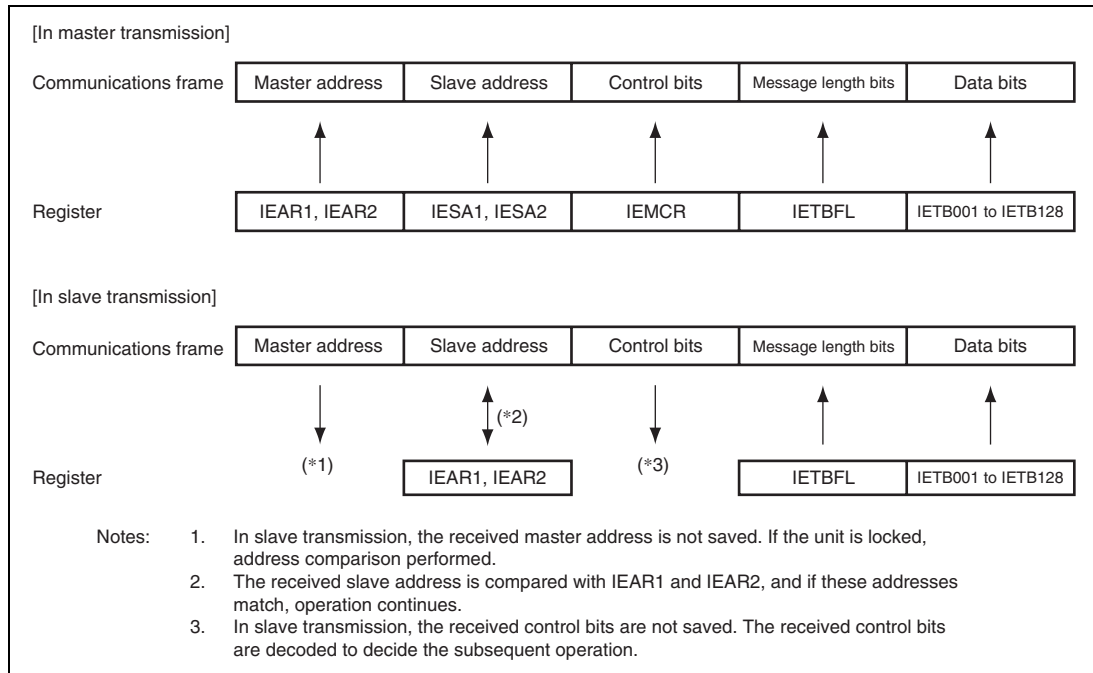 [In master transmission]
Communications frame Master address Slave address Control bits Message length bits Data bits
Register IEAR1, IEAR2 IESA1, IESA2 IEMCR IETBFL IETB001 to IETB128
[In slave transmission]
Communications frame Master address Slave address Control bits Message length bits Data bits
(*2)
Register (*1) IEAR1, IEAR2 (*3) IETBFL IETB001 to IETB128
Notes: 1. In slave transmission, the received master address is not saved. If the unit is locked,
address comparison performed.
2. The received slave address is compared with IEAR1 and IEAR2, and if these addresses
match, operation continues.
3. In slave transmission, the received control bits are not saved. The received control bits
are decoded to decide the subsequent operation.